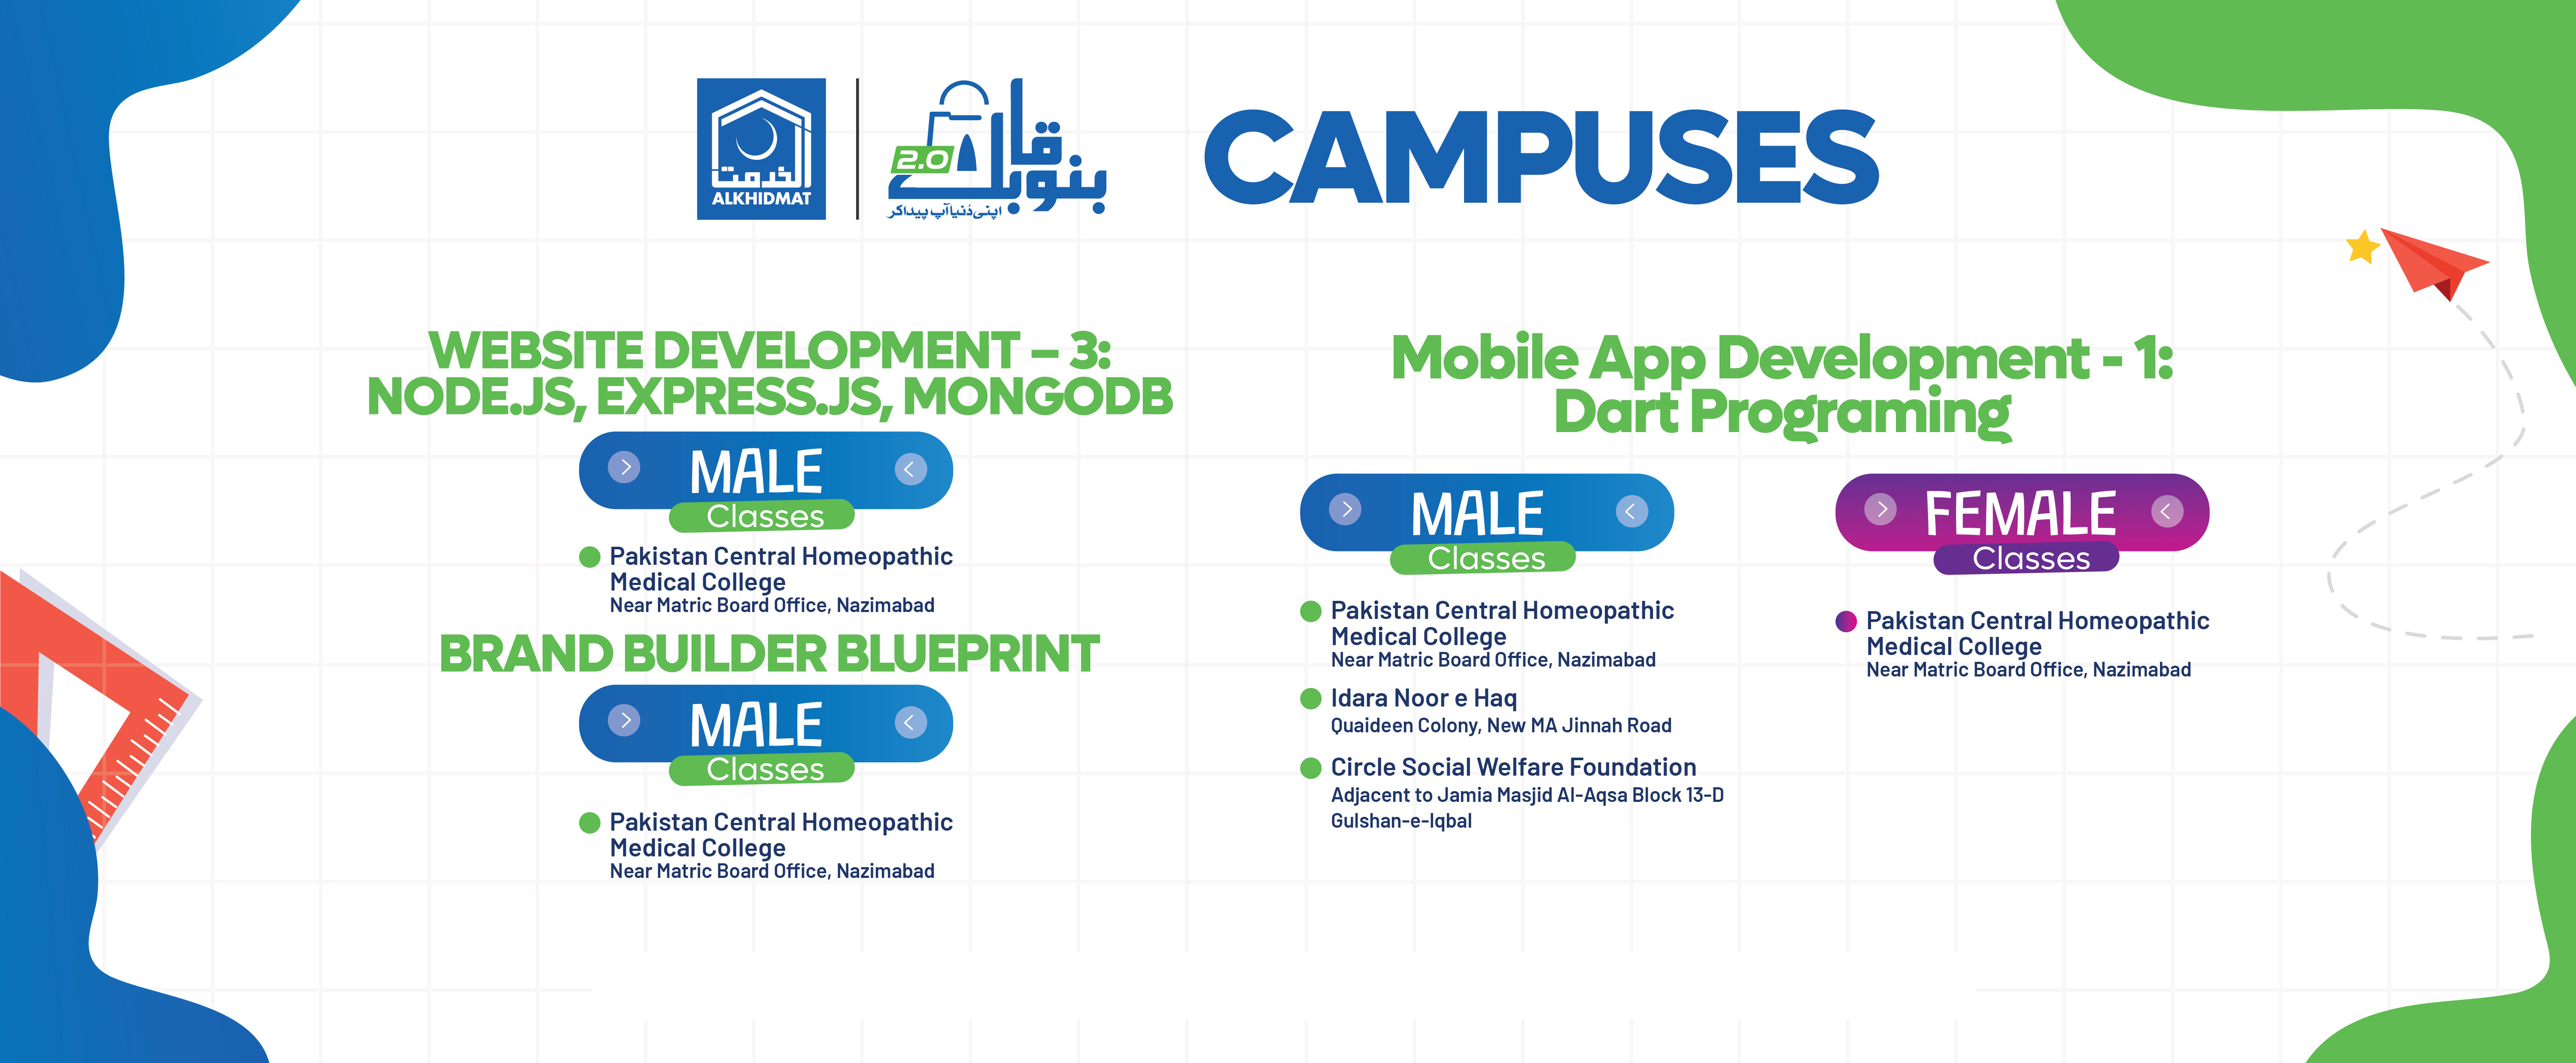 الخدمت
ALKHIDMAT
بنو قابل
2.0
اپنی دُنیا آپ پیدا کر
CAMPUSES
WEBSITE DEVELOPMENT – 3:
NODE.JS, EXPRESS.JS, MONGODB
MALE
Classes
Pakistan Central Homeopathic
Medical College
Near Matric Board Office, Nazimabad
BRAND BUILDER BLUEPRINT
MALE
Classes
Pakistan Central Homeopathic
Medical College
Near Matric Board Office, Nazimabad
Mobile App Development - 1:
Dart Programing
MALE
Classes
Pakistan Central Homeopathic
Medical College
Near Matric Board Office, Nazimabad
Idara Noor e Haq
Quaideen Colony, New MA Jinnah Road
Circle Social Welfare Foundation
Adjacent to Jamia Masjid Al-Aqsa Block 13-D
Gulshan-e-Iqbal
FEMALE
Classes
Pakistan Central Homeopathic
Medical College
Near Matric Board Office, Nazimabad